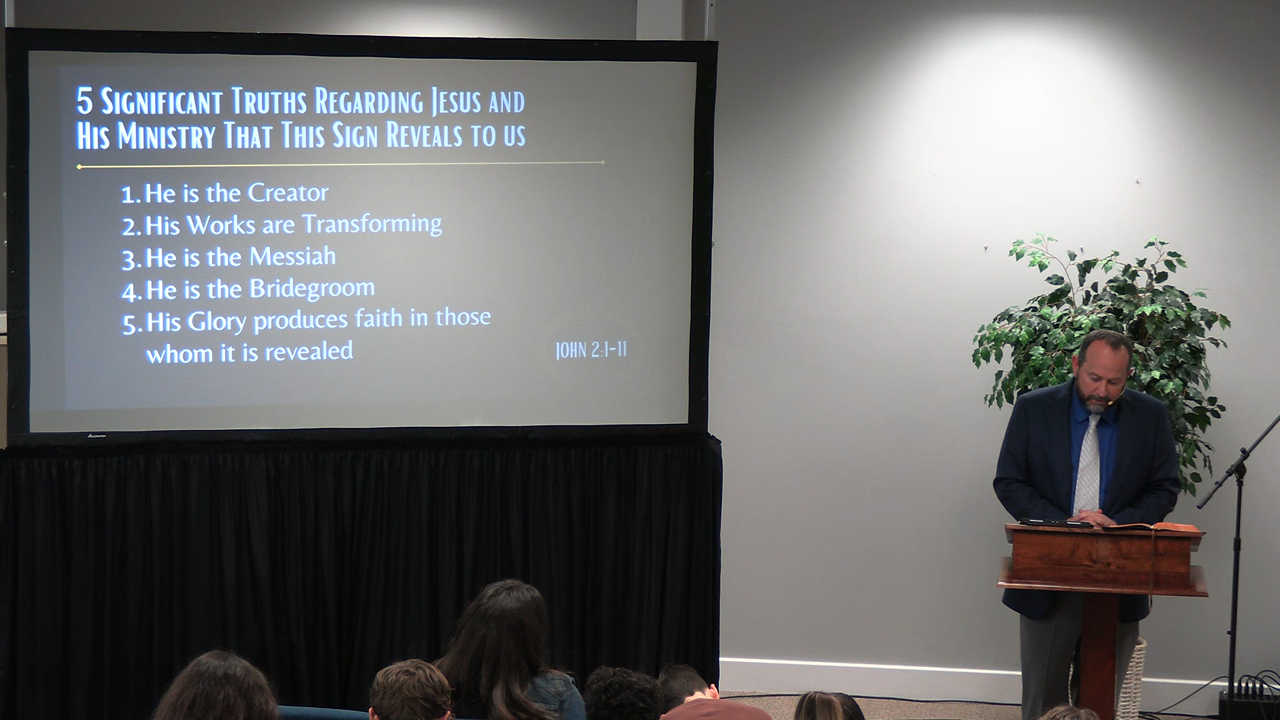 5 Significant Truths Regarding Jesus and
His Ministry That This Sign Reveals to us
1. He is the Creator
2. His Works are Transforming
3. He is the Messiah
4. He is the Bridegroom
5. His Glory produces faith in those
whom it is revealed
John 2:1-11